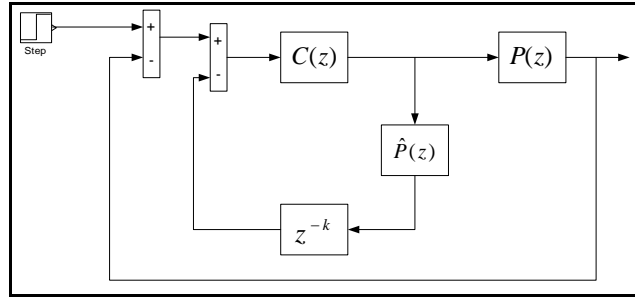 +
-
Step
+
-
C(z)
P(z)
P̂(z)
z^{-k}